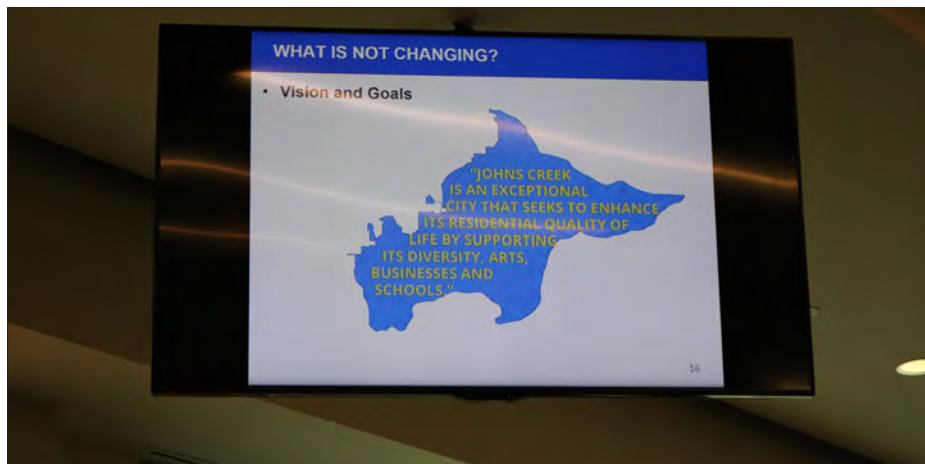 WHAT IS NOT CHANGING?
• Vision and Goals
"JOHNS CREEK
IS AN EXCEPTIONAL
CITY THAT SEEKS TO ENHANCE
ITS RESIDENTIAL QUALITY OF
LIFE BY SUPPORTING
ITS DIVERSITY, ARTS,
BUSINESSES AND
SCHOOLS."
16